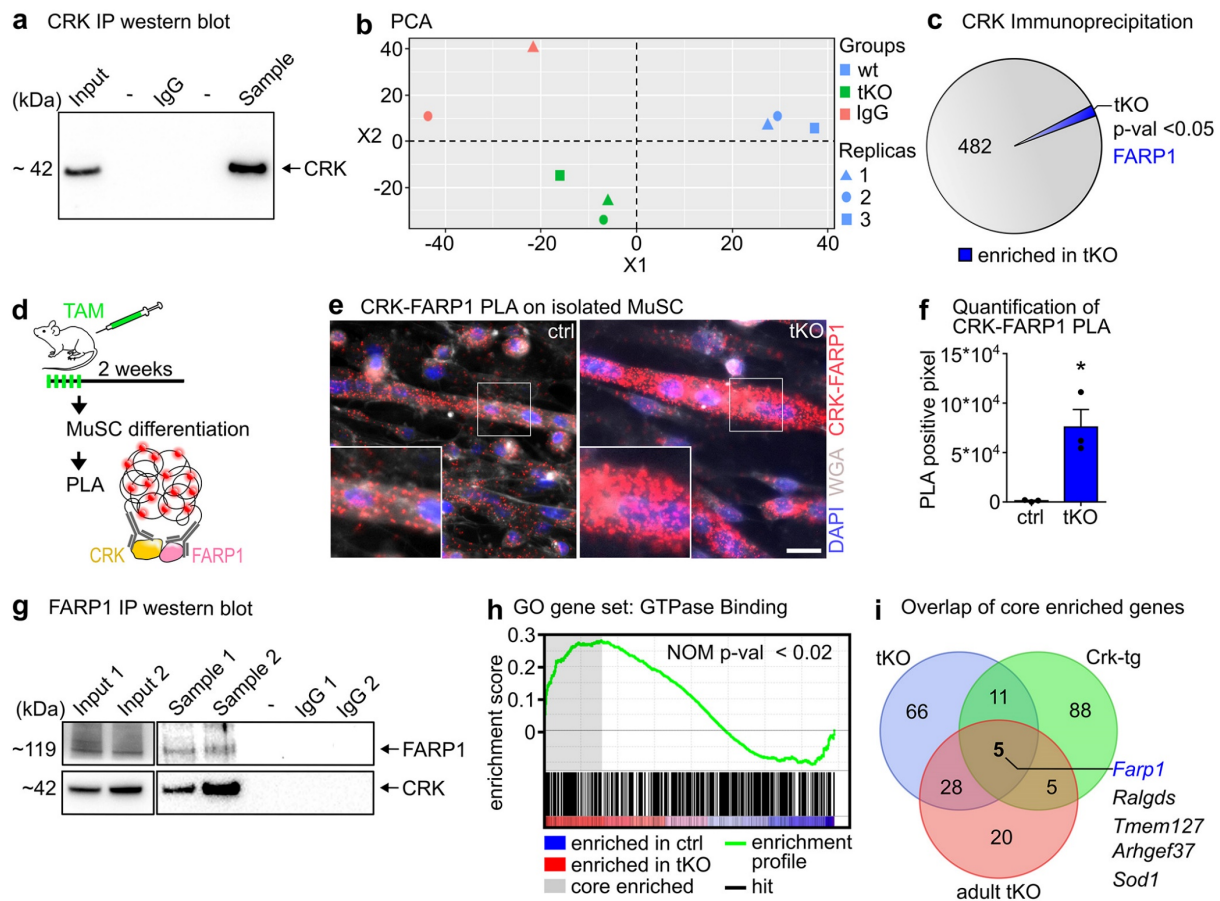 a CRK IP western blot
(kDa) Input - IgG - Sample
~ 42 ←CRK
b PCA
40
20
X2 0
-20
-40 -20 0 20 40
X1
Groups
wt
tKO
IgG
Replicas
1
2
3
c CRK Immunoprecipitation
482
tKO
p-val <0.05
FARP1
enriched in tKO
d
TAM
2 weeks
MuSC differentiation
PLA
CRK FARP1
e CRK-FARP1 PLA on isolated MuSC
ctrl
tKO
DAPI WGA CRK-FARP1
f Quantification of
CRK-FARP1 PLA
PLA positive pixel
15*10⁴
*
10*10⁴
5*10⁴
0
ctrl tKO
g FARP1 IP western blot
(kDa) Input 1 Input 2 Sample 1 Sample 2 - IgG 1 IgG 2
~119 ←FARP1
~42 ←CRK
h GO gene set: GTPase Binding
enrichment score
0.3
NOM p-val < 0.02
0.2
0.1
0
enriched in ctrl
enriched in tKO
core enriched
enrichment
profile
hit
i Overlap of core enriched genes
tKO Crk-tg
11
66 88
5
Farp1
28 5
Ralgds
20
Tmem127
Arhgef37
Sod1
adult tKO